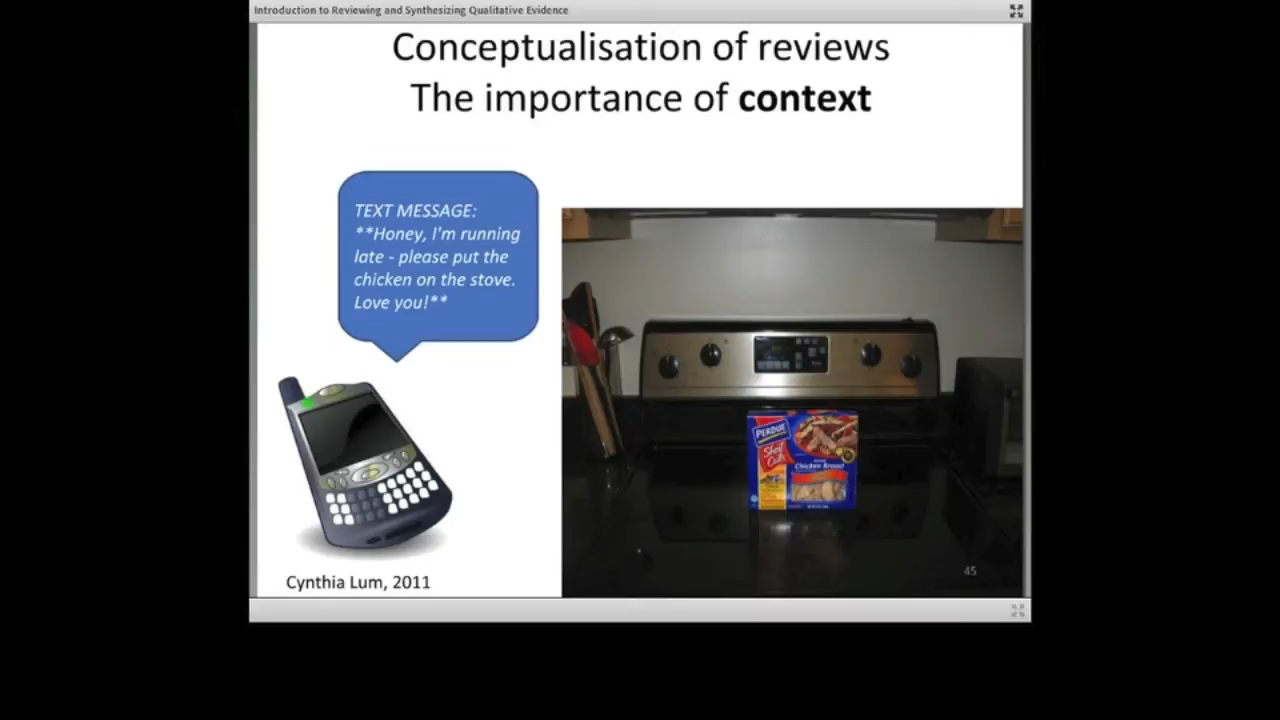 Introduction to Reviewing and Synthesizing Qualitative Evidence
Conceptualisation of reviews
The importance of context
TEXT MESSAGE:
**Honey, I'm running
late - please put the
chicken on the stove.
Love you!**
PERDUE
Short
Cuts
Chicken Breast
45
Cynthia Lum, 2011